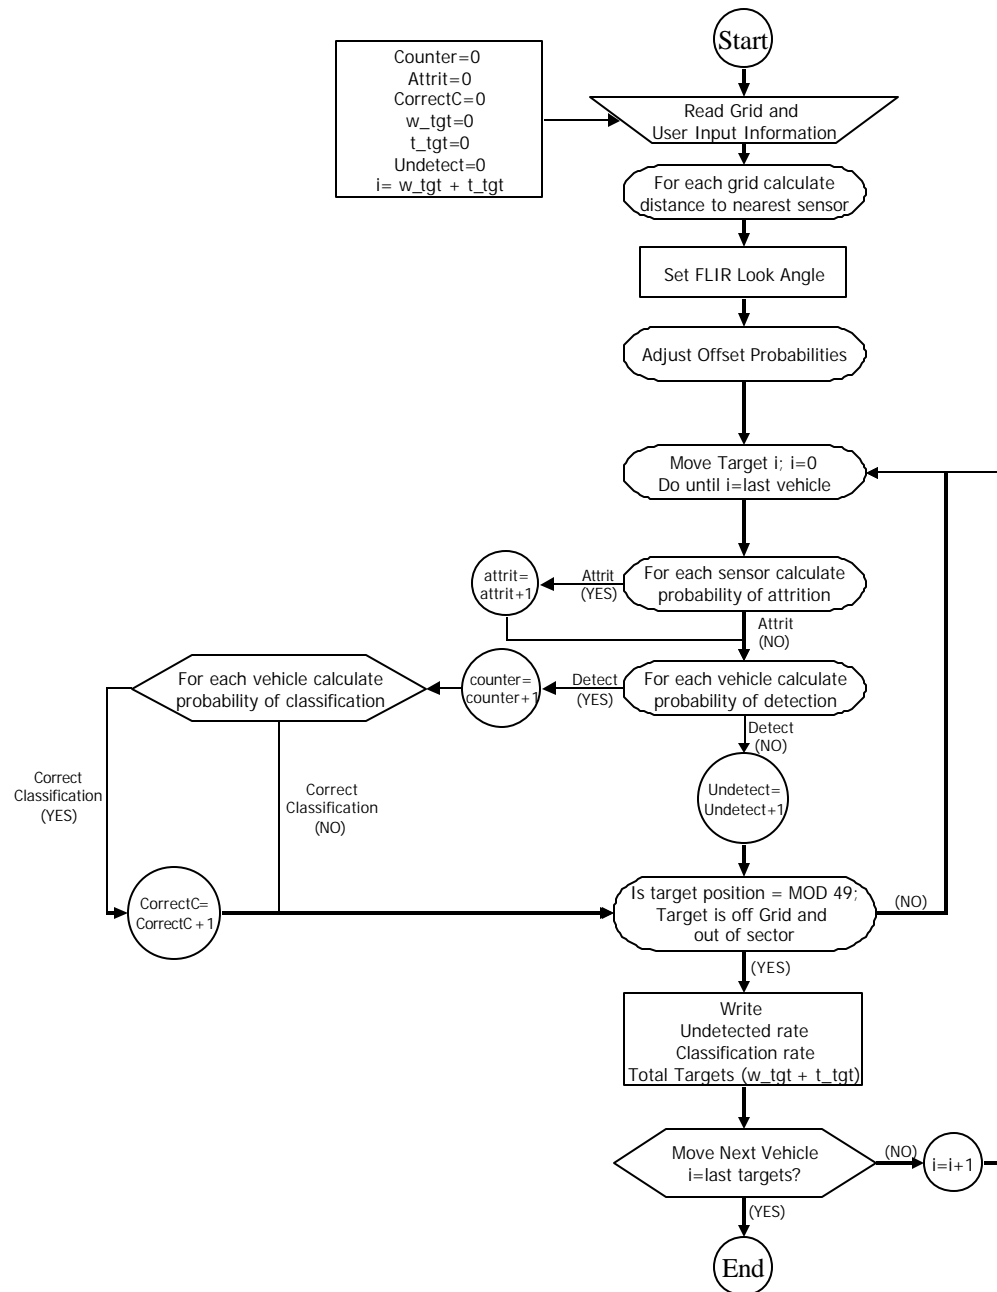 Start
Counter=0
Attrit=0
CorrectC=0
w_tgt=0
t_tgt=0
Undetect=0
i= w_tgt + t_tgt
Read Grid and
User Input Information
For each grid calculate
distance to nearest sensor
Set FLIR Look Angle
Adjust Offset Probabilities
Move Target i; i=0
Do until i=last vehicle
attrit=
attrit+1
Attrit
(YES)
For each sensor calculate
probability of attrition
Attrit
(NO)
For each vehicle calculate
probability of classification
counter=
counter+1
Detect
(YES)
For each vehicle calculate
probability of detection
Detect
(NO)
Correct
Classification
(YES)
Correct
Classification
(NO)
Undetect=
Undetect+1
CorrectC=
CorrectC+1
Is target position = MOD 49;
Target is off Grid and
out of sector
(NO)
(YES)
Write
Undetected rate
Classification rate
Total Targets (w_tgt + t_tgt)
Move Next Vehicle
i=last targets?
(NO)
i=i+1
(YES)
End